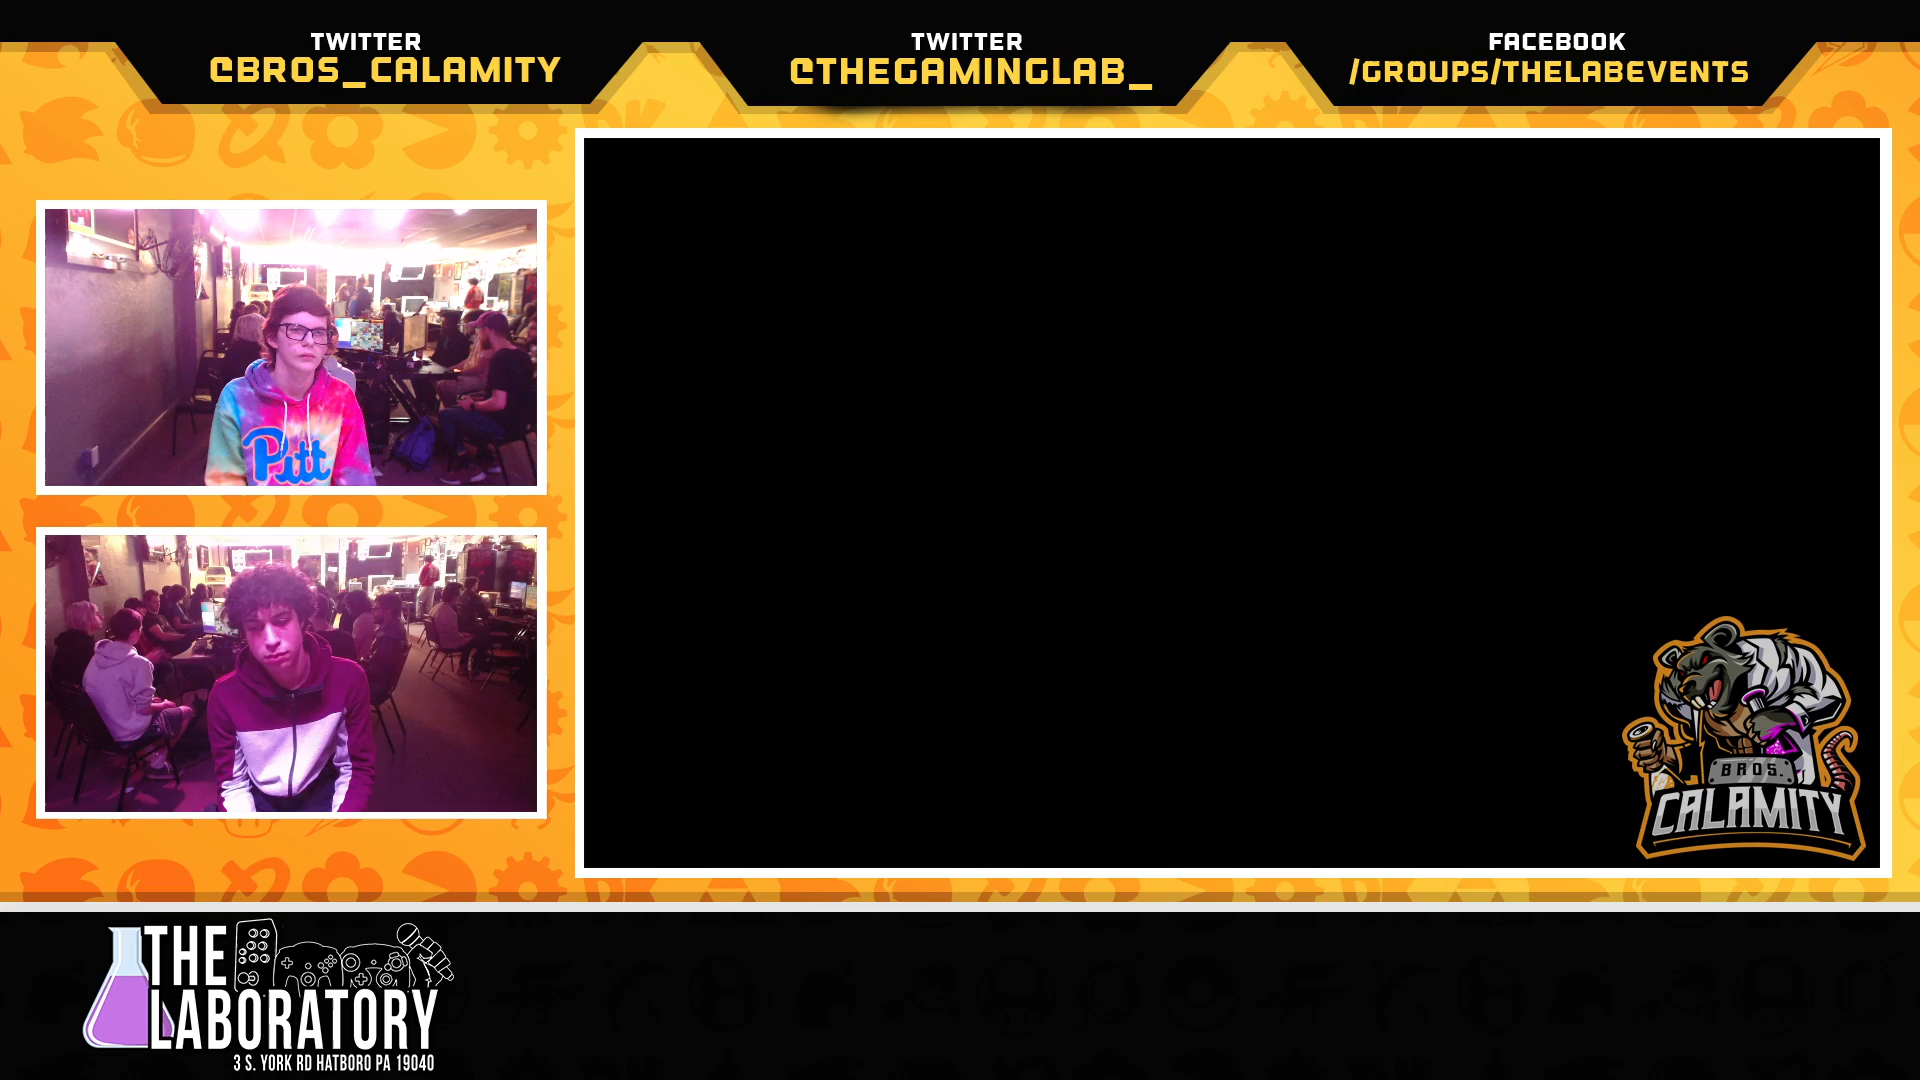 TWITTER
@BROS_CALAMITY
TWITTER
@THEGAMINGLAB_
FACEBOOK
/GROUPS/THELABEVENTS
Pitt
BROS.
CALAMITY
THE
LABORATORY
3 S. YORK RD HATBORO PA 19040